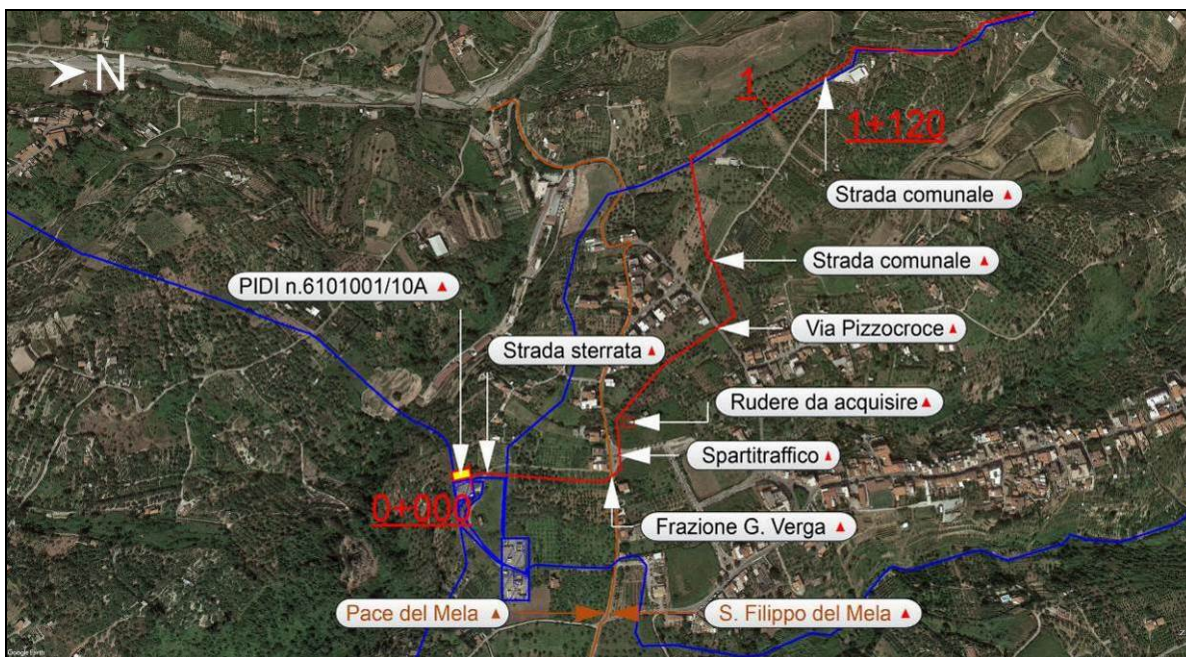 N
1
1+120
Strada comunale
Strada comunale
PIDI n.6101001/10A
Via Pizzocroce
Strada sterrata
Rudere da acquisire
Spartitraffico
0+000
Frazione G. Verga
Pace del Mela
S. Filippo del Mela
Google Earth